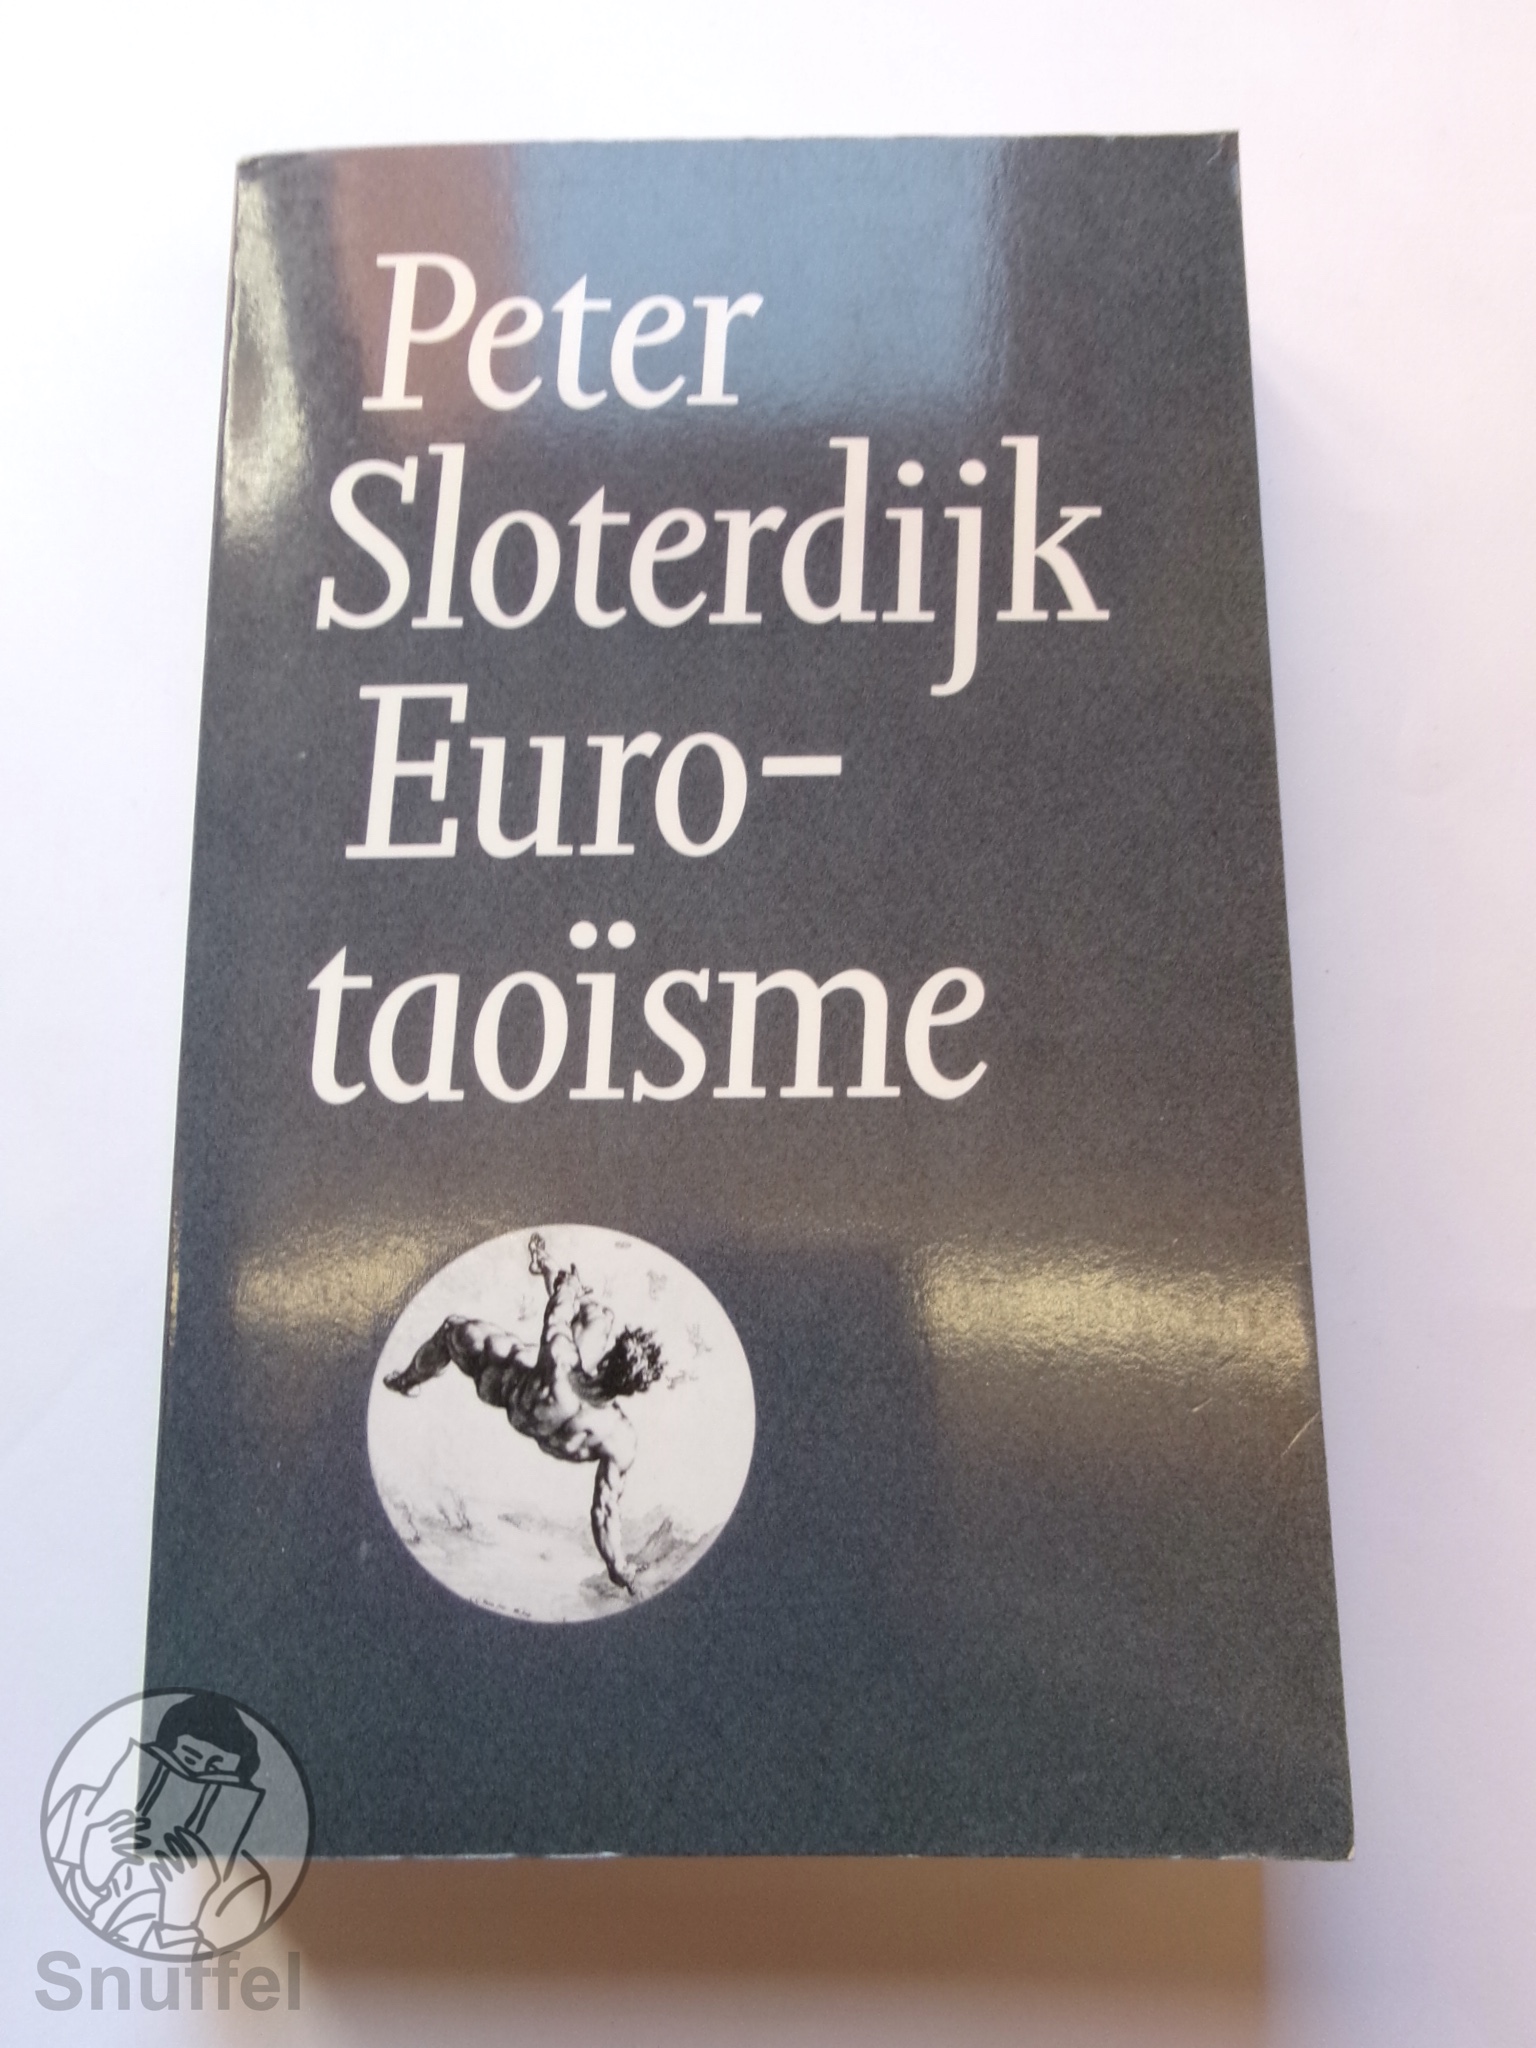 Peter
Sloterdijk
Euro-
taoïsme
Snuffel